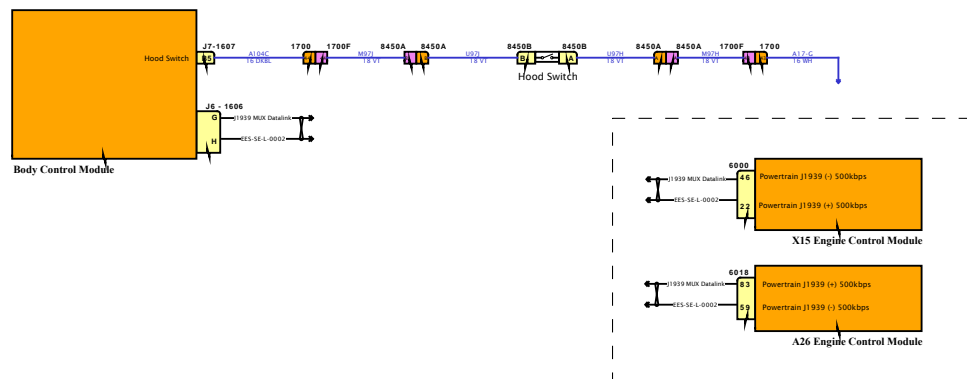 J7-1607
1700
1700F
8450A
8450A
8450B
8450B
8450A
8450A
1700F
1700
Hood Switch
A104C
M97J
U97J
B
A
U97H
M97H
A17-G
16 DKBL
18 VT
18 VT
18 VT
18 VT
16 WH
Hood Switch
J6 - 1606
G
J1939 MUX Datalink
H
EES-SE-L-0002
Body Control Module
6000
J1939 MUX Datalink
46
Powertrain J1939 (-) 500kbps
EES-SE-L-0002
22
Powertrain J1939 (+) 500kbps
X15 Engine Control Module
6018
J1939 MUX Datalink
83
Powertrain J1939 (+) 500kbps
EES-SE-L-0002
59
Powertrain J1939 (-) 500kbps
A26 Engine Control Module